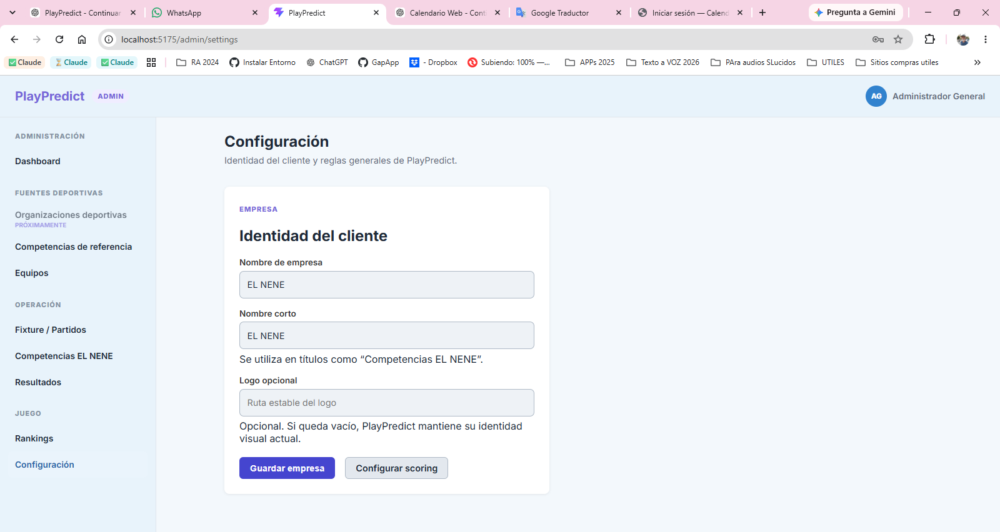 PlayPredict - Continuar
WhatsApp
PlayPredict
Calendario Web - Conti
Google Traductor
Iniciar sesión — Calend
Pregunta a Gemini
localhost:5175/admin/settings
Claude
Claude
Claude
RA 2024
Instalar Entorno
ChatGPT
GapApp
- Dropbox
Subiendo: 100% —...
APPs 2025
Texto a VOZ 2026
PAra audios SLucidos
UTILES
Sitios compras utiles
PlayPredict ADMIN
AG Administrador General
ADMINISTRACIÓN
Dashboard
FUENTES DEPORTIVAS
Organizaciones deportivas
PRÓXIMAMENTE
Competencias de referencia
Equipos
OPERACIÓN
Fixture / Partidos
Competencias EL NENE
Resultados
JUEGO
Rankings
Configuración
Configuración
Identidad del cliente y reglas generales de PlayPredict.
EMPRESA
Identidad del cliente
Nombre de empresa
EL NENE
Nombre corto
EL NENE
Se utiliza en títulos como “Competencias EL NENE”.
Logo opcional
Ruta estable del logo
Opcional. Si queda vacío, PlayPredict mantiene su identidad
visual actual.
Guardar empresa
Configurar scoring